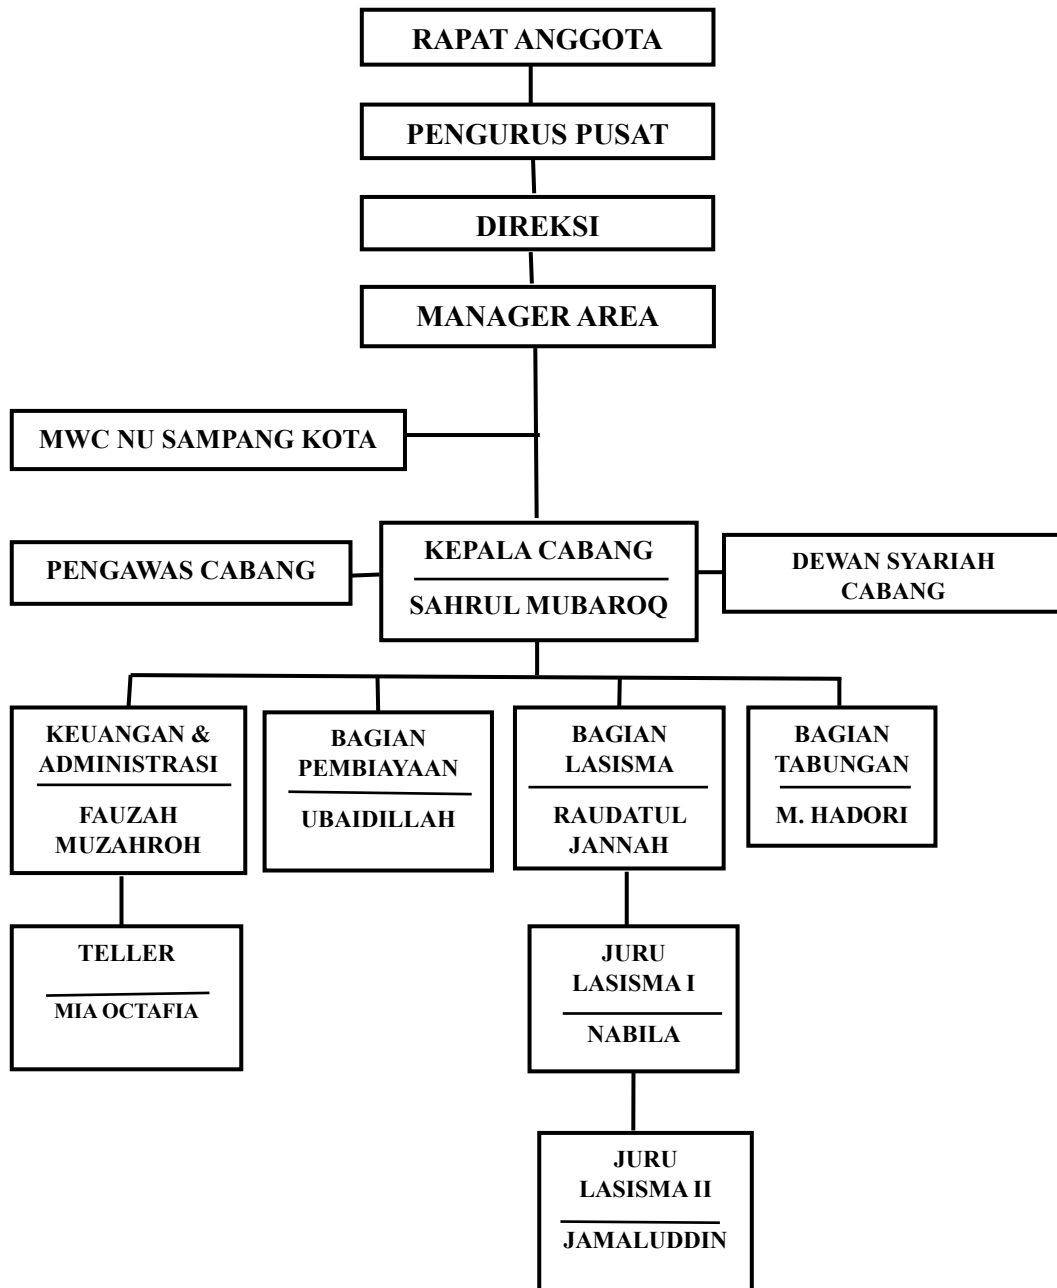 RAPAT ANGGOTA
PENGURUS PUSAT
DIREKSI
MANAGER AREA
MWC NU SAMPANG KOTA
PENGAWAS CABANG
KEPALA CABANG
SAHRUL MUBAROQ
DEWAN SYARIAH
CABANG
KEUANGAN &
ADMINISTRASI
FAUZAH
MUZAHROH
BAGIAN
PEMBIAYAAN
UBAIDILLAH
BAGIAN
LASISMA
RAUDATUL
JANNAH
BAGIAN
TABUNGAN
M. HADORI
TELLER
MIA OCTAFIA
JURU
LASISMA I
NABILA
JURU
LASISMA II
JAMALUDDIN